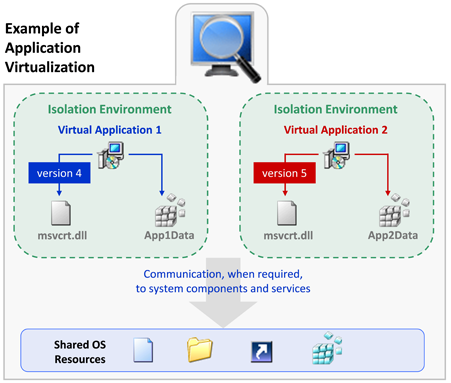 Example of
Application
Virtualization
Isolation Environment
Virtual Application 1
version 4
msvcrt.dll
App1Data
Isolation Environment
Virtual Application 2
version 5
msvcrt.dll
App2Data
Communication, when required,
to system components and services
Shared OS
Resources